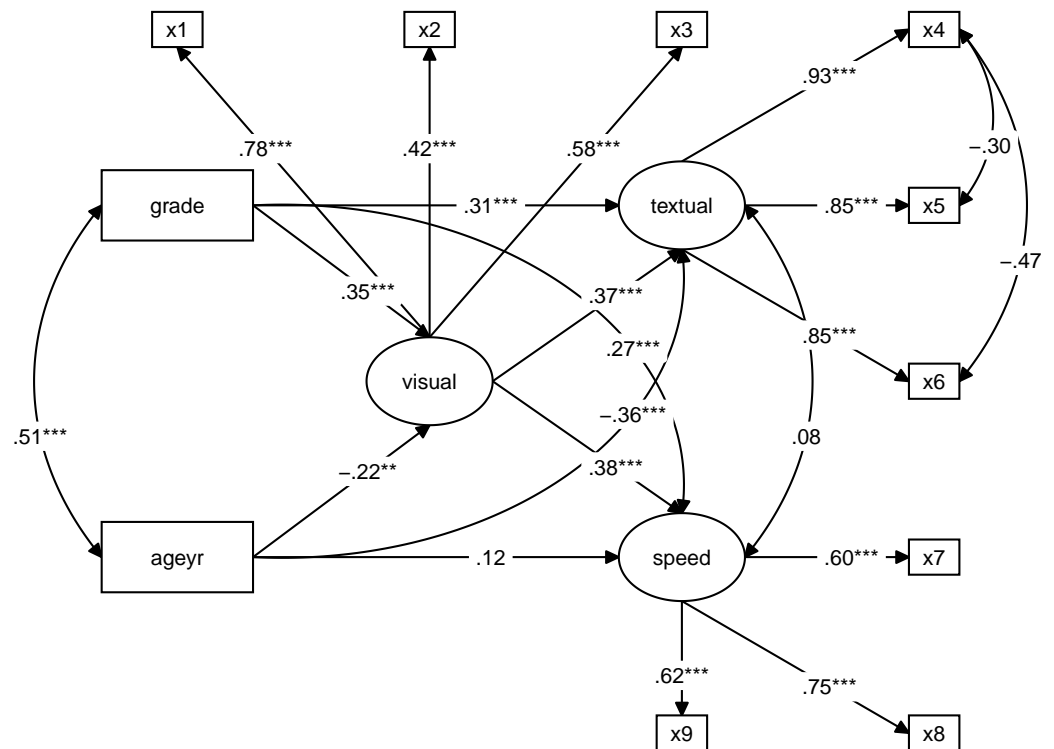 x1 x2 x3 x4
.93***
.78*** .42*** .58***
−.30
grade .31*** textual .85*** x5
−.47
.35*** .37***
.27*** .85***
visual x6
−.36***
.51*** .08
−.22** .38***
ageyr .12 speed .60*** x7
.62*** .75***
x9 x8